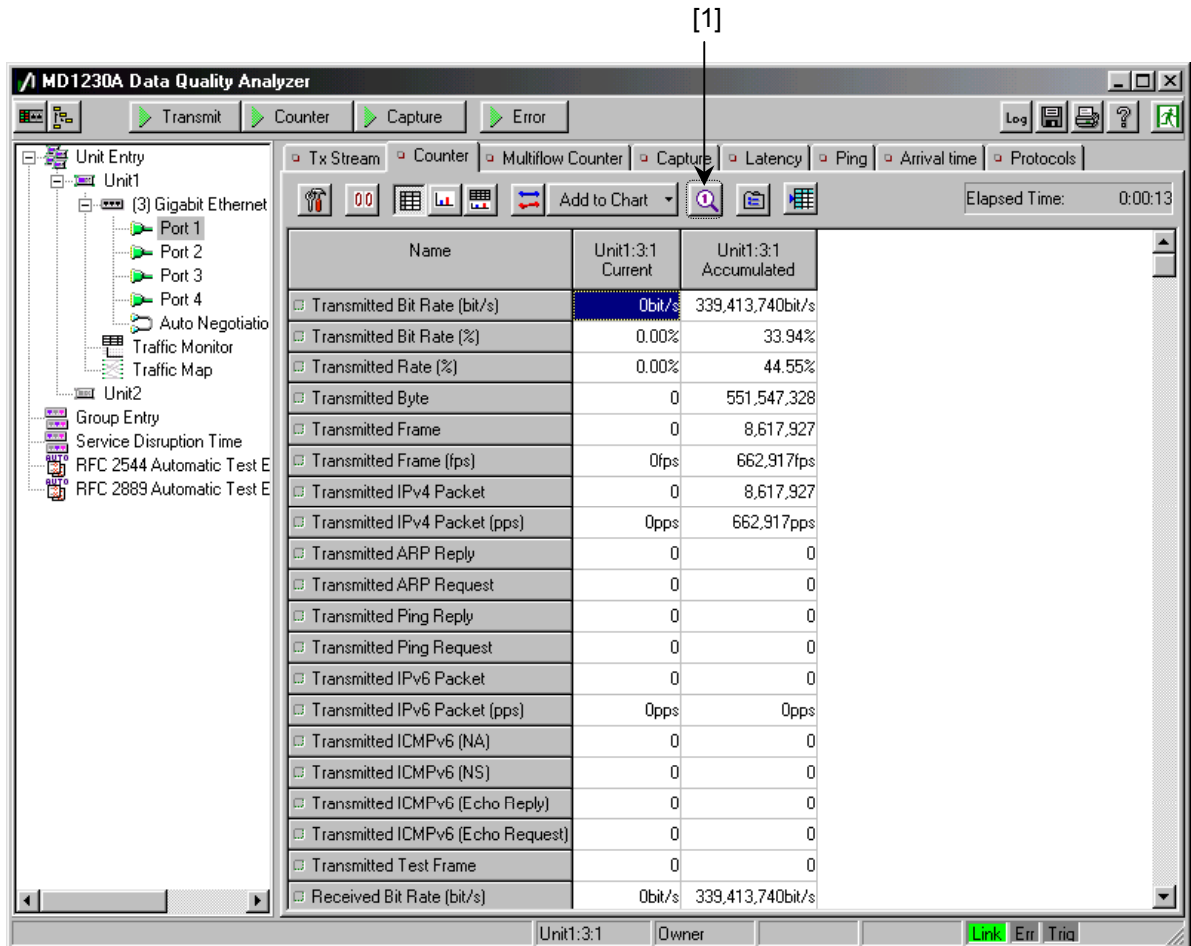 [1]
MD1230A Data Quality Analyzer
Transmit Counter Capture Error Log
Unit Entry
Unit1
(3) Gigabit Ethernet
Port 1
Port 2
Port 3
Port 4
Auto Negotiatio
Traffic Monitor
Traffic Map
Unit2
Group Entry
Service Disruption Time
RFC 2544 Automatic Test E
RFC 2889 Automatic Test E
Tx Stream Counter Multiflow Counter Capture Latency Ping Arrival time Protocols
Add to Chart Elapsed Time: 0:00:13
Name Unit1:3:1 Current Unit1:3:1 Accumulated
Transmitted Bit Rate (bit/s) 0bit/s 339,413,740bit/s
Transmitted Bit Rate (%) 0.00% 33.94%
Transmitted Rate (%) 0.00% 44.55%
Transmitted Byte 0 551,547,328
Transmitted Frame 0 8,617,927
Transmitted Frame (fps) 0fps 662,917fps
Transmitted IPv4 Packet 0 8,617,927
Transmitted IPv4 Packet (pps) 0pps 662,917pps
Transmitted ARP Reply 0 0
Transmitted ARP Request 0 0
Transmitted Ping Reply 0 0
Transmitted Ping Request 0 0
Transmitted IPv6 Packet 0 0
Transmitted IPv6 Packet (pps) 0pps 0pps
Transmitted ICMPv6 (NA) 0 0
Transmitted ICMPv6 (NS) 0 0
Transmitted ICMPv6 (Echo Reply) 0 0
Transmitted ICMPv6 (Echo Request) 0 0
Transmitted Test Frame 0 0
Received Bit Rate (bit/s) 0bit/s 339,413,740bit/s
Unit1:3:1 Owner Link Err Trig